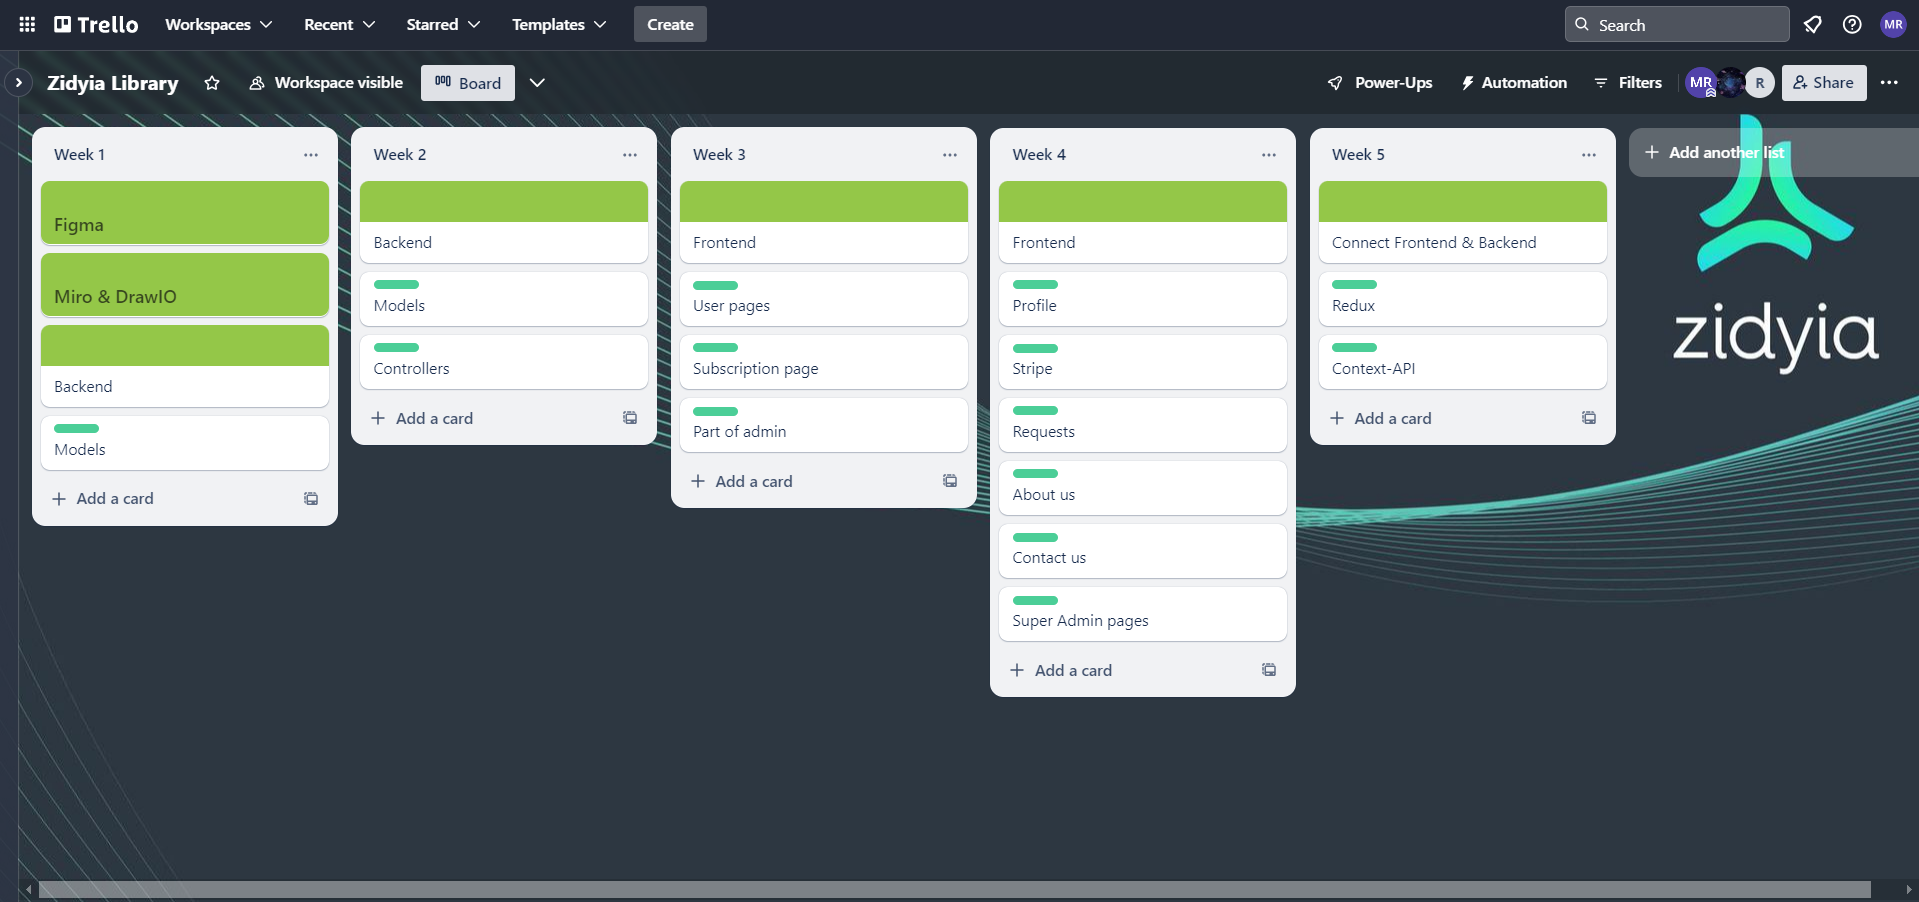 Trello Workspaces Recent Starred Templates Create Search MR
Zidyia Library Workspace visible Board Power-Ups Automation Filters MR R Share
Week 1
Figma
Miro & DrawIO
Backend
Models
Add a card
Week 2
Backend
Models
Controllers
Add a card
Week 3
Frontend
User pages
Subscription page
Part of admin
Add a card
Week 4
Frontend
Profile
Stripe
Requests
About us
Contact us
Super Admin pages
Add a card
Week 5
Connect Frontend & Backend
Redux
Context-API
Add a card
Add another list
zidyia